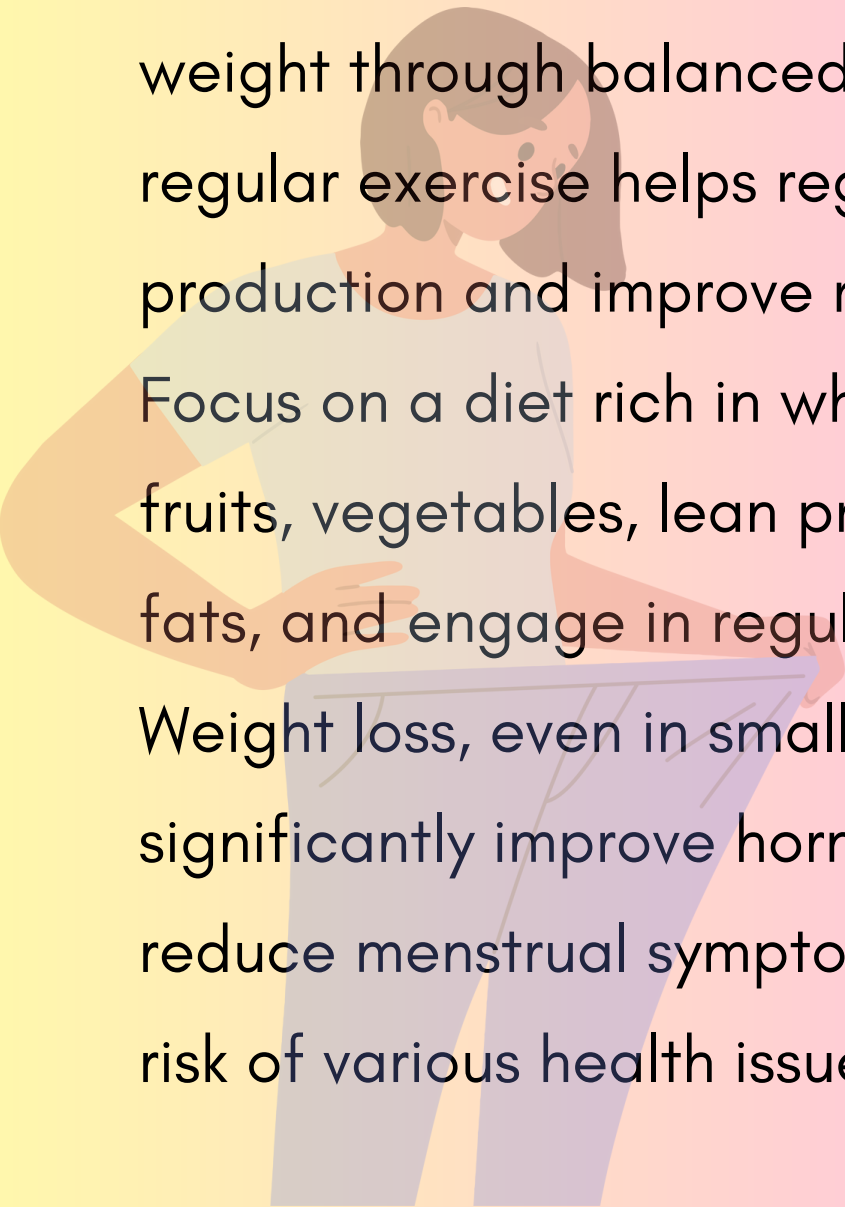 weight through balanced
regular exercise helps reg
production and improve r
Focus on a diet rich in wh
fruits, vegetables, lean pr
fats, and engage in regul
Weight loss, even in small
significantly improve horr
reduce menstrual sympto
risk of various health issue